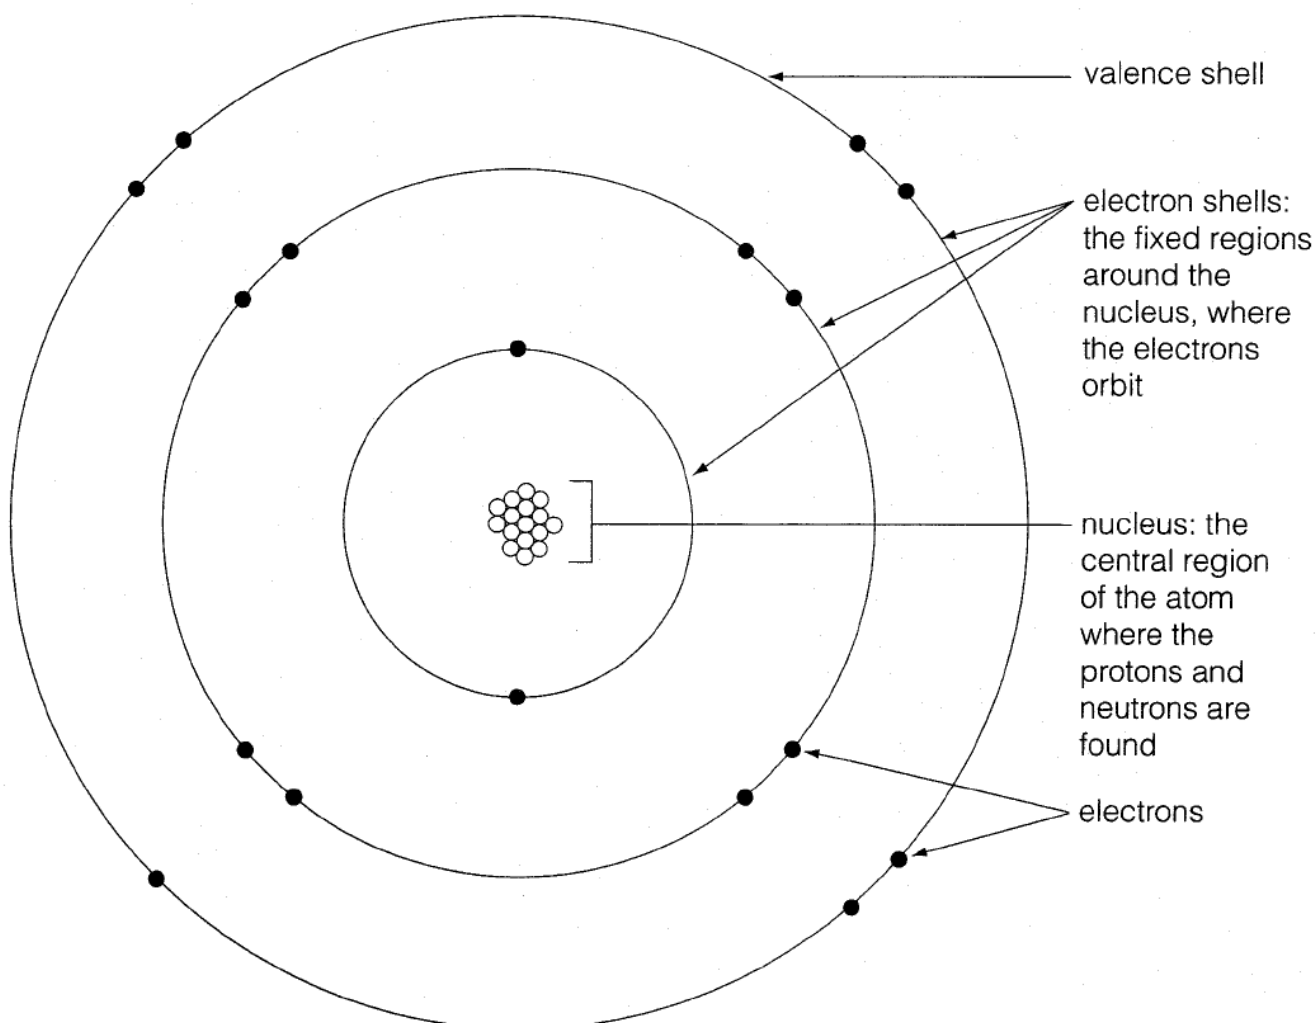 valence shell
electron shells:
the fixed regions
around the
nucleus, where
the electrons
orbit
nucleus: the
central region
of the atom
where the
protons and
neutrons are
found
electrons